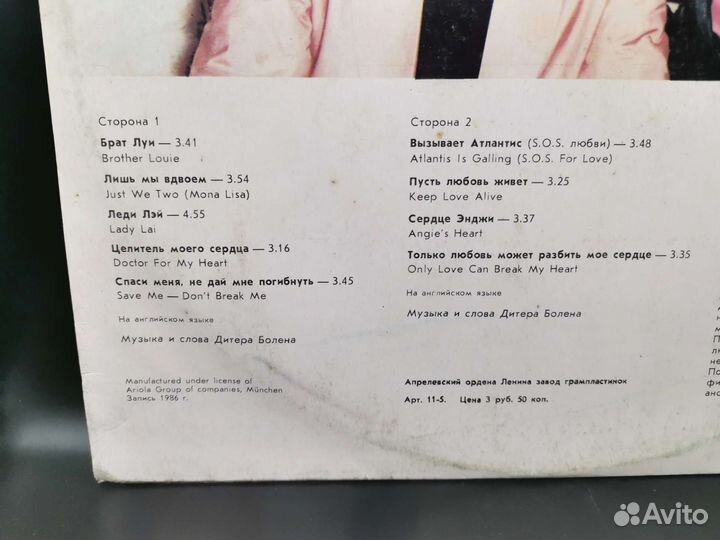 Сторона 1
Брат Луи — 3.41
Brother Louie
Лишь мы вдвоем — 3.54
Just We Two (Mona Lisa)
Леди Лэй — 4.55
Lady Lai
Целитель моего сердца — 3.16
Doctor For My Heart
Спаси меня, не дай мне погибнуть — 3.45
Save Me — Don't Break Me
На английском языке
Музыка и слова Дитера Болена
Manufactured under license of
Ariola Group of companies, München
Запись 1986 г.
Сторона 2
Вызывает Атлантис (S.O.S. любви) — 3.48
Atlantis Is Galling (S.O.S. For Love)
Пусть любовь живет — 3.25
Keep Love Alive
Сердце Энджи — 3.37
Angie's Heart
Только любовь может разбить мое сердце — 3.35
Only Love Can Break My Heart
На английском языке
Музыка и слова Дитера Болена
Апрелевский ордена Ленина завод грампластинок
Арт. 11-5. Цена 3 руб. 50 коп.
Avito